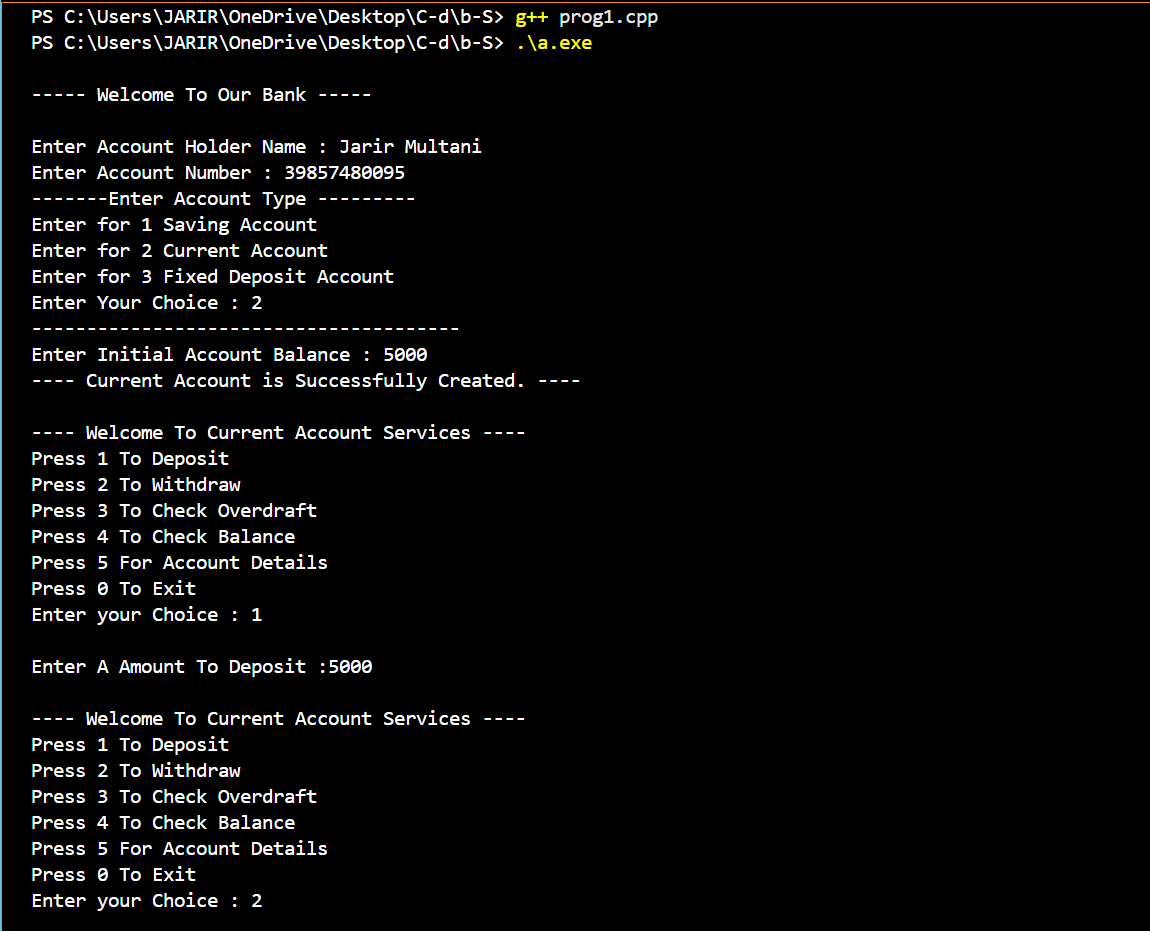 PS C:\Users\JARIR\OneDrive\Desktop\C-d\b-S> g++ prog1.cpp
PS C:\Users\JARIR\OneDrive\Desktop\C-d\b-S> .\a.exe
----- Welcome To Our Bank -----
Enter Account Holder Name : Jarir Multani
Enter Account Number : 39857480095
-------Enter Account Type ---------
Enter for 1 Saving Account
Enter for 2 Current Account
Enter for 3 Fixed Deposit Account
Enter Your Choice : 2
---------------------------------------
Enter Initial Account Balance : 5000
---- Current Account is Successfully Created. ----
---- Welcome To Current Account Services ----
Press 1 To Deposit
Press 2 To Withdraw
Press 3 To Check Overdraft
Press 4 To Check Balance
Press 5 For Account Details
Press 0 To Exit
Enter your Choice : 1
Enter A Amount To Deposit :5000
---- Welcome To Current Account Services ----
Press 1 To Deposit
Press 2 To Withdraw
Press 3 To Check Overdraft
Press 4 To Check Balance
Press 5 For Account Details
Press 0 To Exit
Enter your Choice : 2